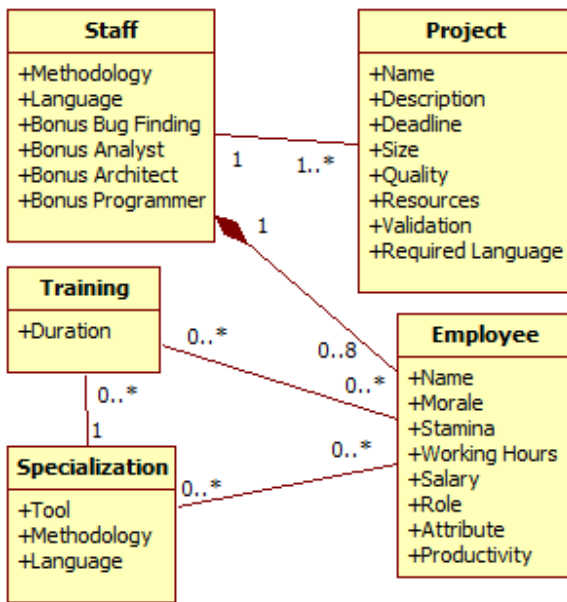 Staff
+Methodology
+Language
+Bonus Bug Finding
+Bonus Analyst
+Bonus Architect
+Bonus Programmer
Project
+Name
+Description
+Deadline
+Size
+Quality
+Resources
+Validation
+Required Language
1
1..*
1
0..8
Training
+Duration
0..*
0..*
0..*
1
Employee
+Name
+Morale
+Stamina
+Working Hours
+Salary
+Role
+Attribute
+Productivity
Specialization
+Tool
+Methodology
+Language
0..*
0..*